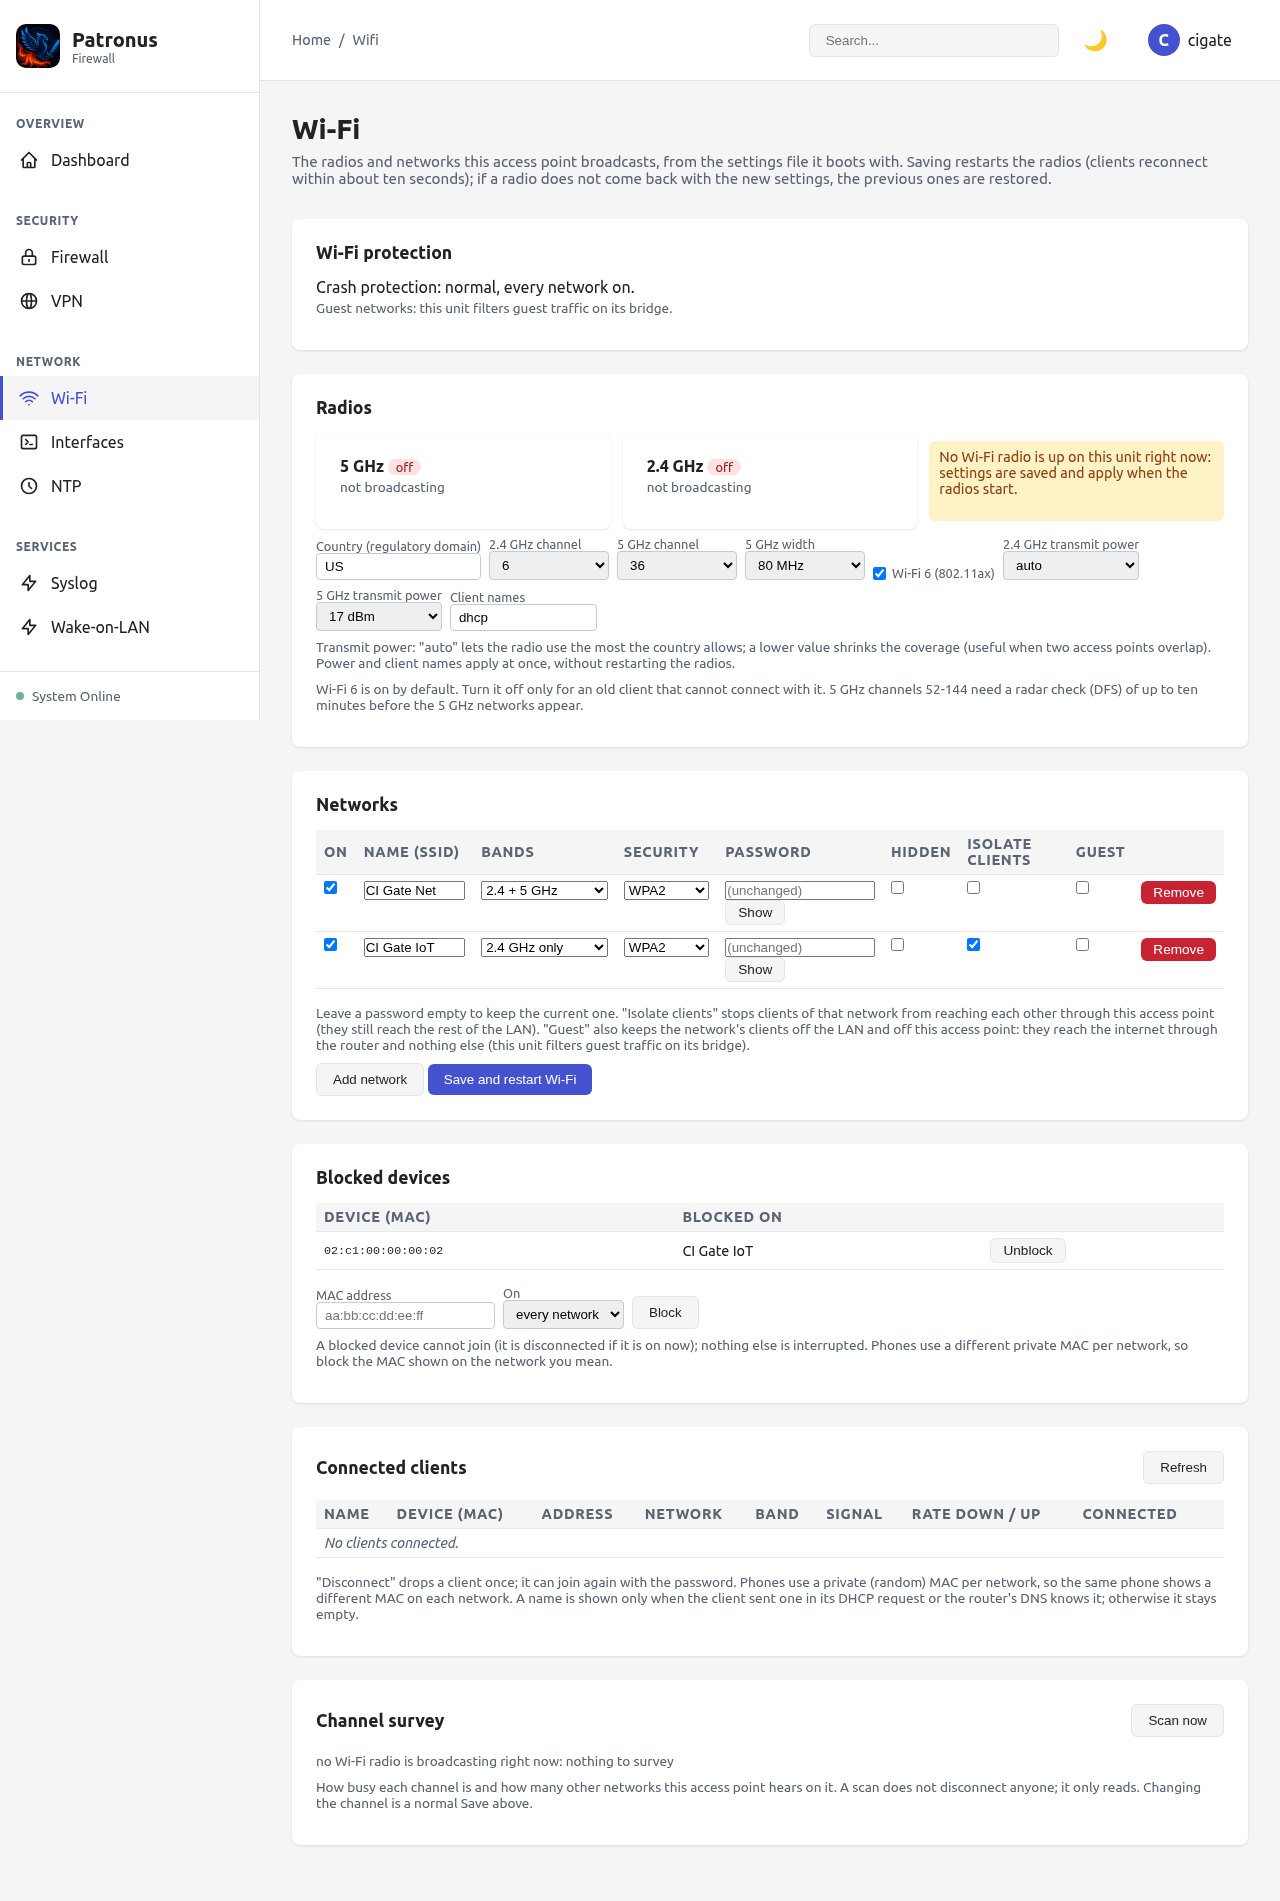 Patronus
Firewall
OVERVIEW
Dashboard
SECURITY
Firewall
VPN
NETWORK
Wi-Fi
Interfaces
NTP
SERVICES
Syslog
Wake-on-LAN
System Online
Home / Wifi
Search...
C cigate
Wi-Fi
The radios and networks this access point broadcasts, from the settings file it boots with. Saving restarts the radios (clients reconnect
within about ten seconds); if a radio does not come back with the new settings, the previous ones are restored.
Wi-Fi protection
Crash protection: normal, every network on.
Guest networks: this unit filters guest traffic on its bridge.
Radios
5 GHz off
not broadcasting
2.4 GHz off
not broadcasting
No Wi-Fi radio is up on this unit right now:
settings are saved and apply when the
radios start.
Country (regulatory domain) 2.4 GHz channel 5 GHz channel 5 GHz width 2.4 GHz transmit power
US 6 36 80 MHz Wi-Fi 6 (802.11ax) auto
5 GHz transmit power Client names
17 dBm dhcp
Transmit power: "auto" lets the radio use the most the country allows; a lower value shrinks the coverage (useful when two access points overlap).
Power and client names apply at once, without restarting the radios.
Wi-Fi 6 is on by default. Turn it off only for an old client that cannot connect with it. 5 GHz channels 52-144 need a radar check (DFS) of up to ten
minutes before the 5 GHz networks appear.
Networks
ON NAME (SSID) BANDS SECURITY PASSWORD HIDDEN ISOLATE CLIENTS GUEST
CI Gate Net 2.4 + 5 GHz WPA2 (unchanged) Remove
Show
CI Gate IoT 2.4 GHz only WPA2 (unchanged) Remove
Show
Leave a password empty to keep the current one. "Isolate clients" stops clients of that network from reaching each other through this access point
(they still reach the rest of the LAN). "Guest" also keeps the network's clients off the LAN and off this access point: they reach the internet through
the router and nothing else (this unit filters guest traffic on its bridge).
Add network Save and restart Wi-Fi
Blocked devices
DEVICE (MAC) BLOCKED ON
02:c1:00:00:00:02 CI Gate IoT Unblock
MAC address On
aa:bb:cc:dd:ee:ff every network Block
A blocked device cannot join (it is disconnected if it is on now); nothing else is interrupted. Phones use a different private MAC per network, so
block the MAC shown on the network you mean.
Connected clients Refresh
NAME DEVICE (MAC) ADDRESS NETWORK BAND SIGNAL RATE DOWN / UP CONNECTED
No clients connected.
"Disconnect" drops a client once; it can join again with the password. Phones use a private (random) MAC per network, so the same phone shows a
different MAC on each network. A name is shown only when the client sent one in its DHCP request or the router's DNS knows it; otherwise it stays
empty.
Channel survey Scan now
no Wi-Fi radio is broadcasting right now: nothing to survey
How busy each channel is and how many other networks this access point hears on it. A scan does not disconnect anyone; it only reads. Changing
the channel is a normal Save above.